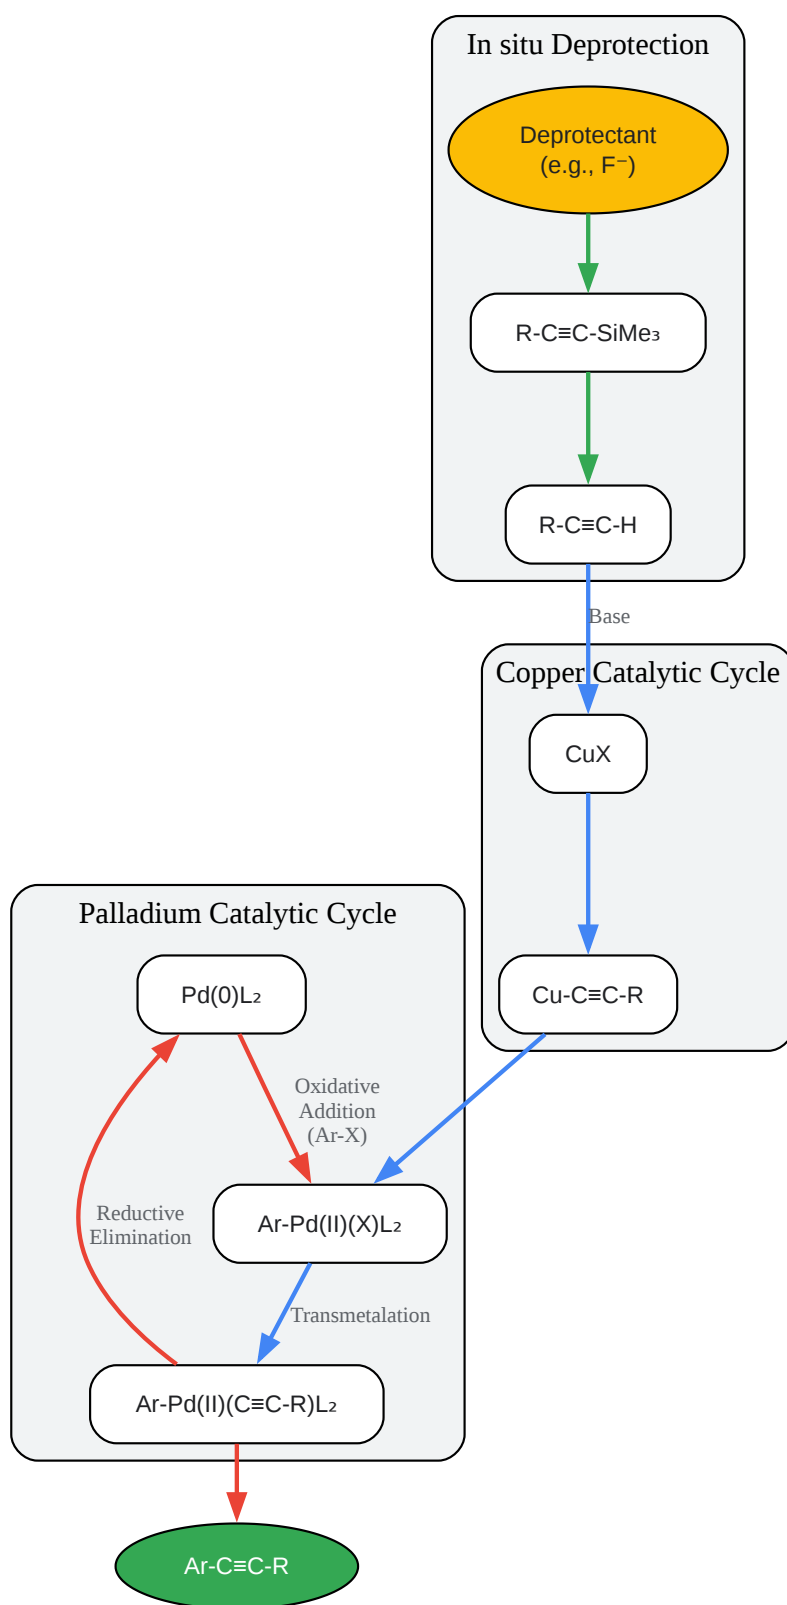 In situ Deprotection
Deprotectant
(e.g., F⁻)
R-C≡C-SiMe₃
R-C≡C-H
Base
Copper Catalytic Cycle
CuX
Cu-C≡C-R
Palladium Catalytic Cycle
Pd(0)L₂
Oxidative
Addition
(Ar-X)
Ar-Pd(II)(X)L₂
Reductive
Elimination
Transmetalation
Ar-Pd(II)(C≡C-R)L₂
Ar-C≡C-R